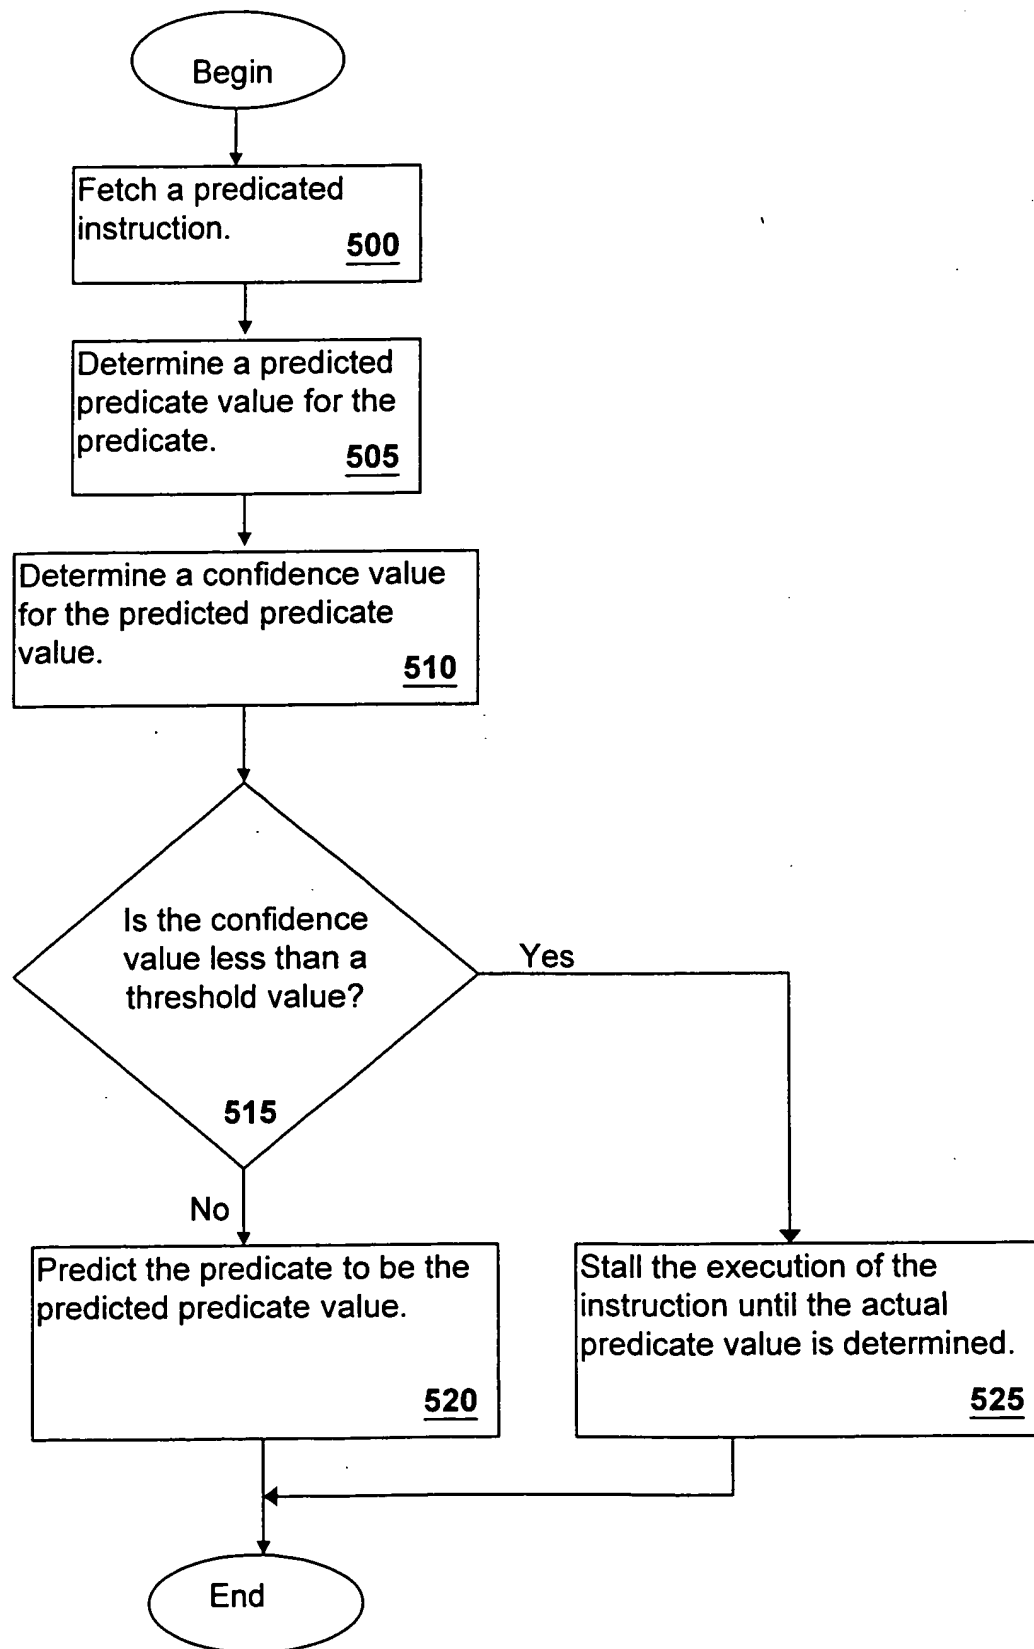 Begin
Fetch a predicated
instruction.
500
Determine a predicted
predicate value for the
predicate.
505
Determine a confidence value
for the predicted predicate
value.
510
Is the confidence
value less than a
threshold value?
515
Yes
No
Predict the predicate to be the
predicted predicate value.
520
Stall the execution of the
instruction until the actual
predicate value is determined.
525
End